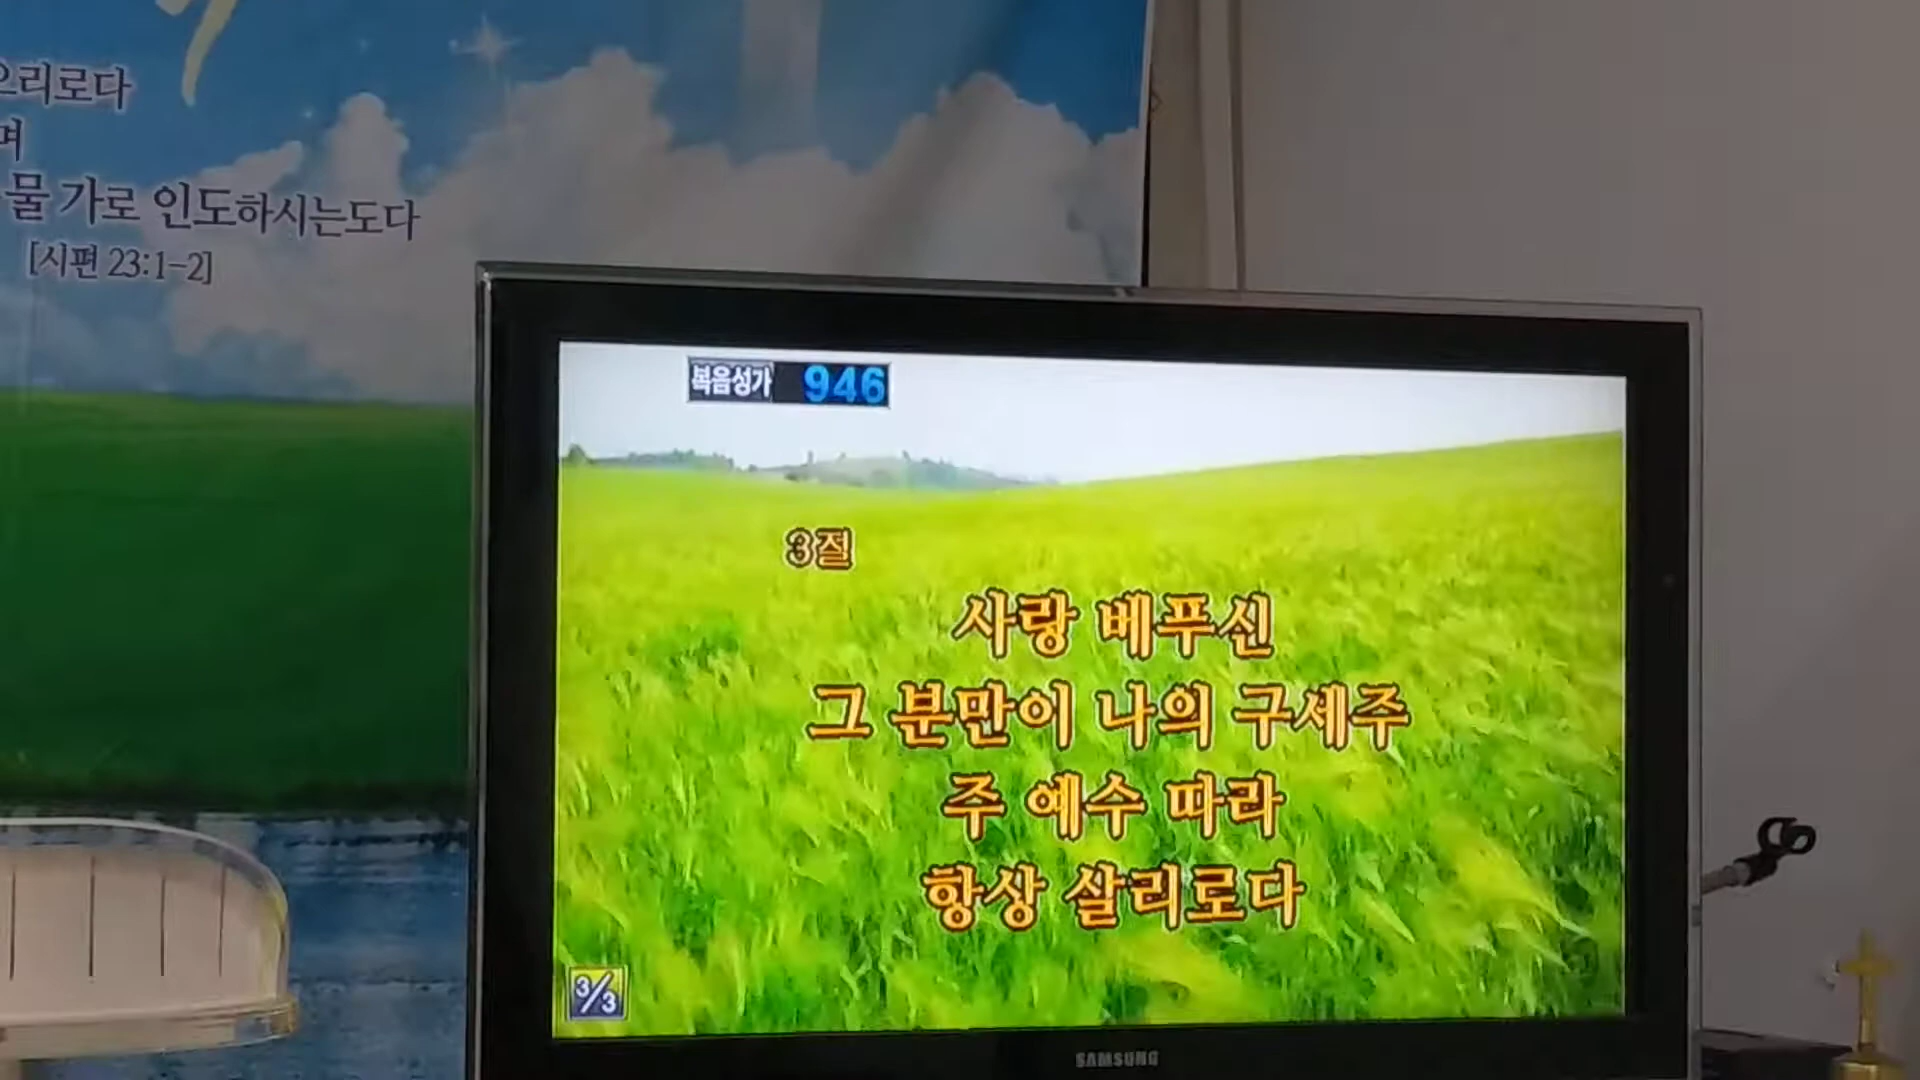 으리로다
며
물 가로 인도하시는도다
[시편 23:1-2]
복음성가 946
3절
사랑 베푸신
그 분만이 나의 구세주
주 예수 따라
항상 살리로다
3/3
SAMSUNG